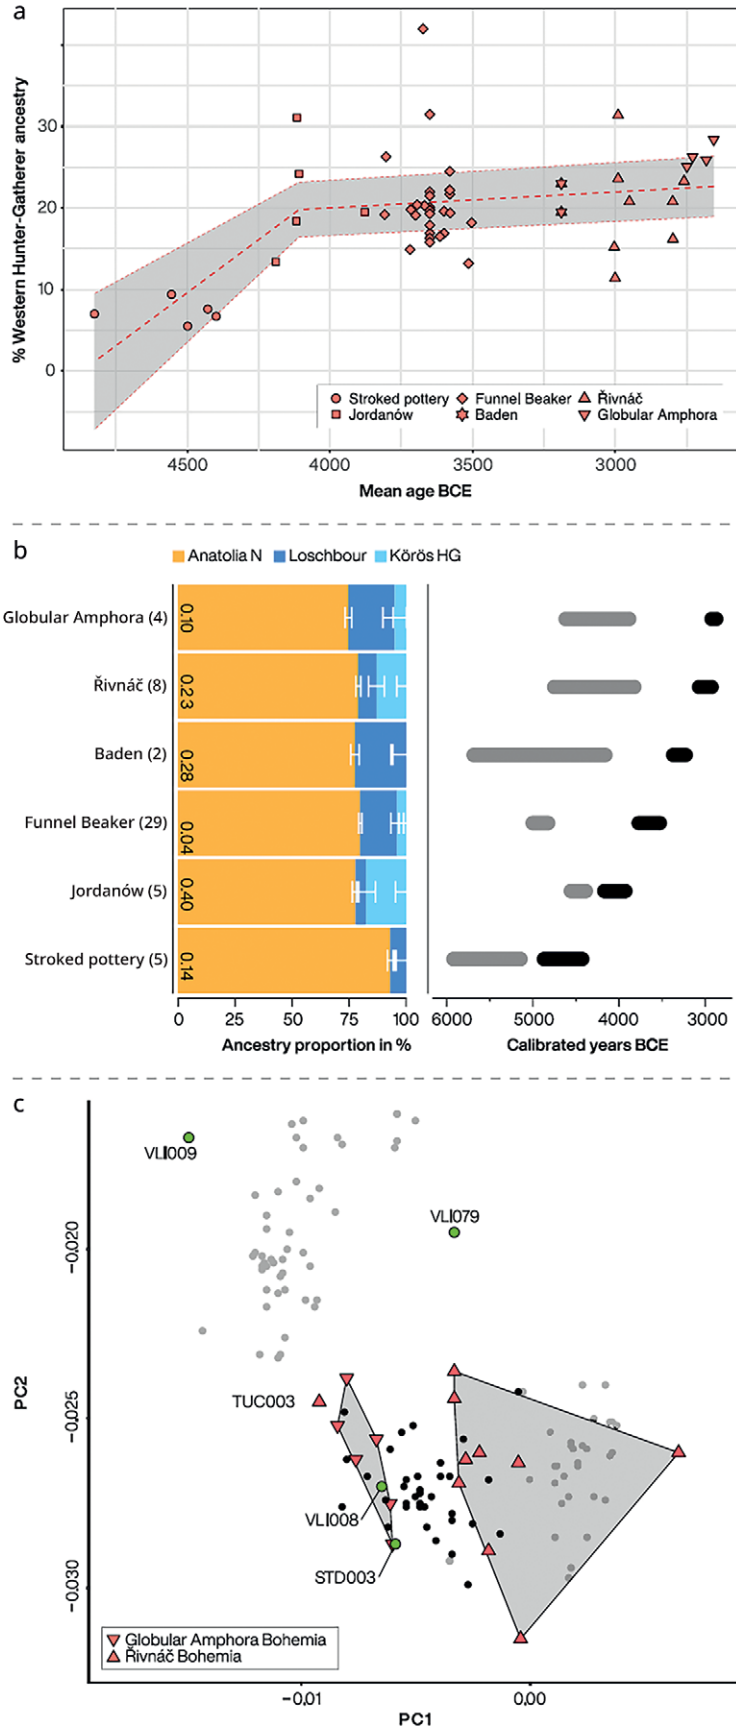 a
% Western Hunter-Gatherer ancestry
30
20
10
0
Stroked pottery
Funnel Beaker
Řivnáč
Jordanów
Baden
Globular Amphora
4500
4000
3500
3000
Mean age BCE
b
Anatolia N
Loschbour
Körös HG
Globular Amphora (4)
0.10
Řivnáč (8)
0.23
Baden (2)
0.28
Funnel Beaker (29)
0.04
Jordanów (5)
0.40
Stroked pottery (5)
0.14
0
25
50
75
100
6000
5000
4000
3000
Ancestry proportion in %
Calibrated years BCE
c
VLI009
VLI079
−0.020
TUC003
−0.025
PC2
VLI008
STD003
−0.030
Globular Amphora Bohemia
Řivnáč Bohemia
−0.01
0.00
PC1